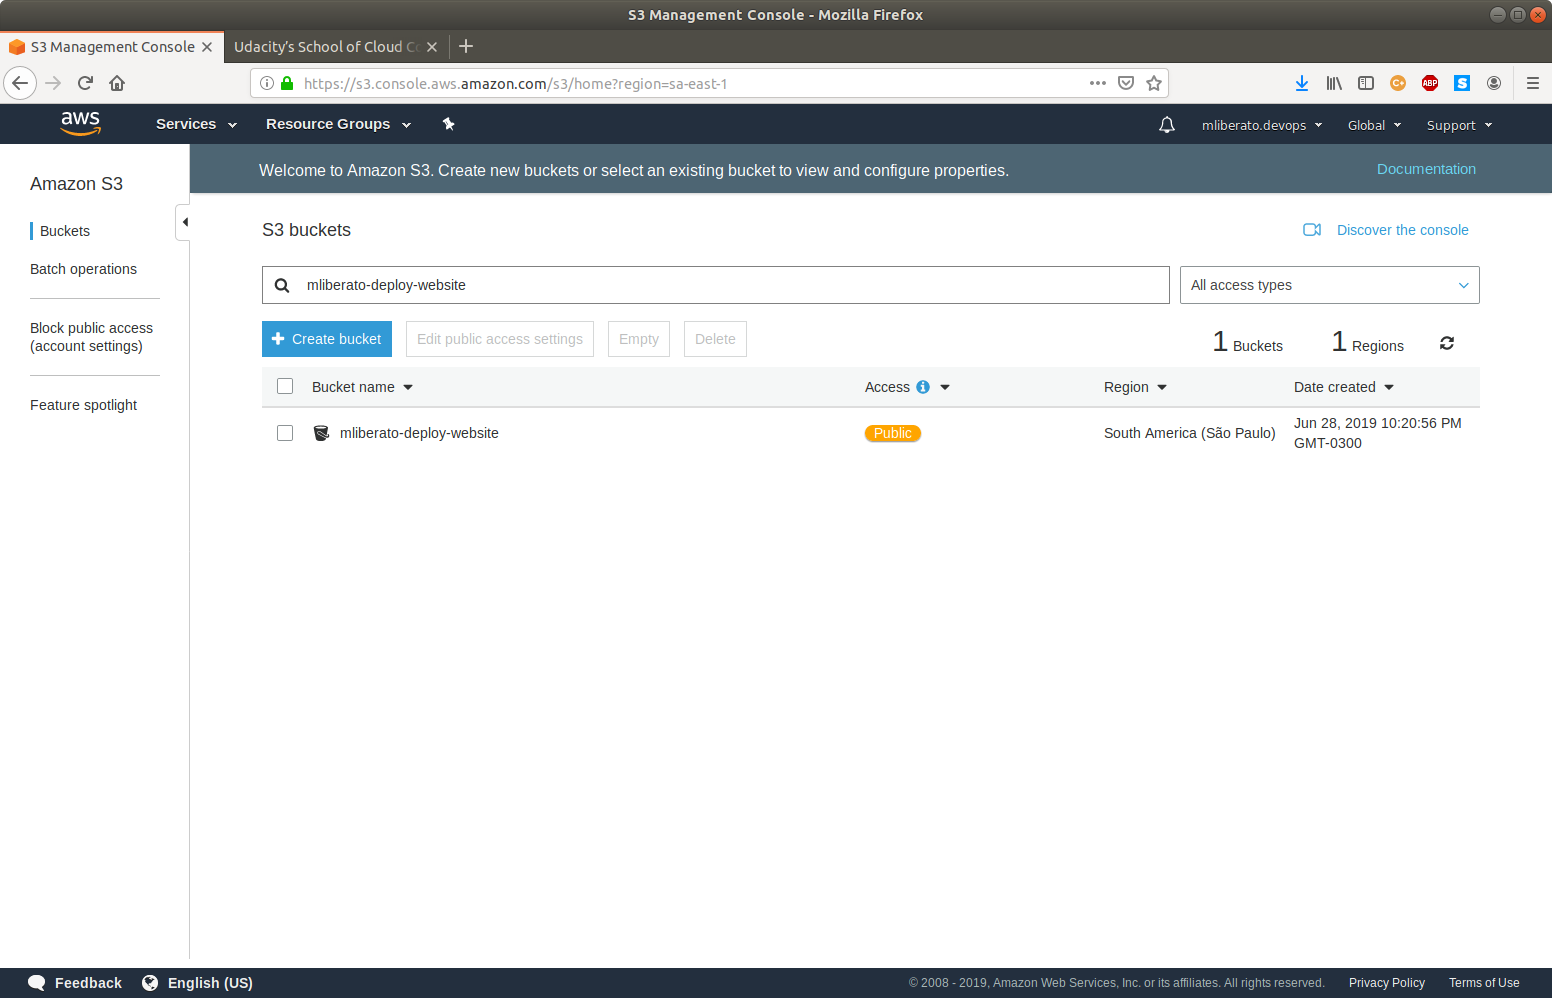 S3 Management Console - Mozilla Firefox
S3 Management Console
Udacity's School of Cloud
https://s3.console.aws.amazon.com/s3/home?region=sa-east-1
C+
ABP
S
aws
Services
Resource Groups
mliberato.devops
Global
Support
Amazon S3
Buckets
Batch operations
Block public access
(account settings)
Feature spotlight
Welcome to Amazon S3. Create new buckets or select an existing bucket to view and configure properties.
Documentation
S3 buckets
Discover the console
mliberato-deploy-website
All access types
Create bucket
Edit public access settings
Empty
Delete
1 Buckets
1 Regions
Bucket name
Access
Region
Date created
mliberato-deploy-website
Public
South America (São Paulo)
Jun 28, 2019 10:20:56 PM
GMT-0300
Feedback
English (US)
© 2008 - 2019, Amazon Web Services, Inc. or its affiliates. All rights reserved.
Privacy Policy
Terms of Use